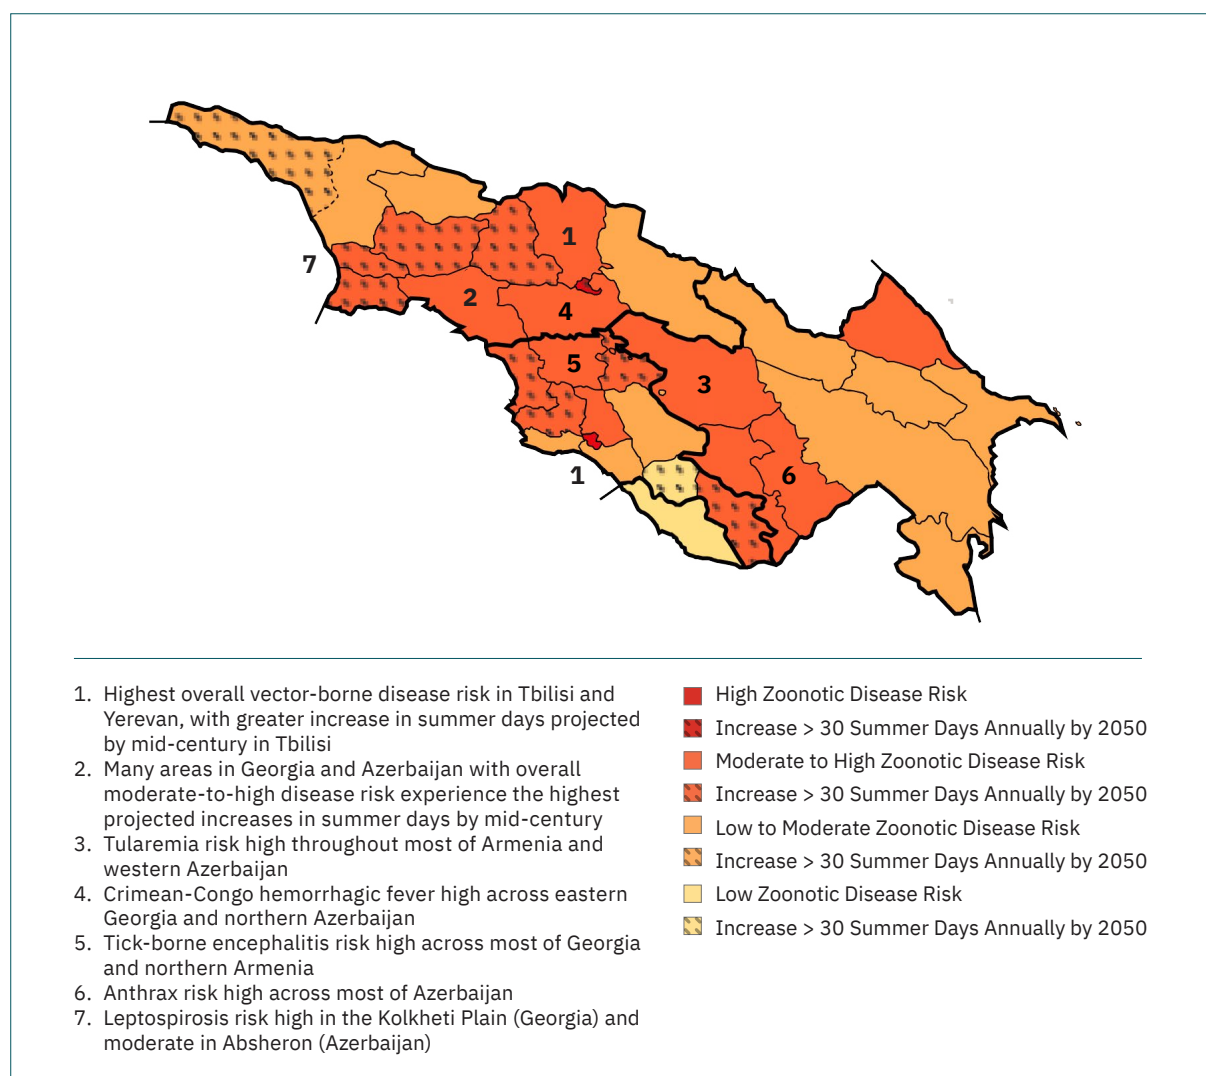 1
7
2
4
5
3
1
6
1. Highest overall vector-borne disease risk in Tbilisi and
Yerevan, with greater increase in summer days projected
by mid-century in Tbilisi
2. Many areas in Georgia and Azerbaijan with overall
moderate-to-high disease risk experience the highest
projected increases in summer days by mid-century
3. Tularemia risk high throughout most of Armenia and
western Azerbaijan
4. Crimean-Congo hemorrhagic fever high across eastern
Georgia and northern Azerbaijan
5. Tick-borne encephalitis risk high across most of Georgia
and northern Armenia
6. Anthrax risk high across most of Azerbaijan
7. Leptospirosis risk high in the Kolkheti Plain (Georgia) and
moderate in Absheron (Azerbaijan)
High Zoonotic Disease Risk
Increase > 30 Summer Days Annually by 2050
Moderate to High Zoonotic Disease Risk
Increase > 30 Summer Days Annually by 2050
Low to Moderate Zoonotic Disease Risk
Increase > 30 Summer Days Annually by 2050
Low Zoonotic Disease Risk
Increase > 30 Summer Days Annually by 2050